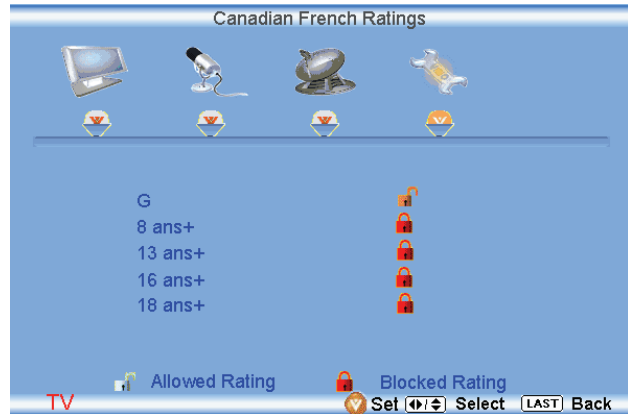 Canadian French Ratings
G
8 ans+
13 ans+
16 ans+
18 ans+
Allowed Rating Blocked Rating
TV Set Select LAST Back